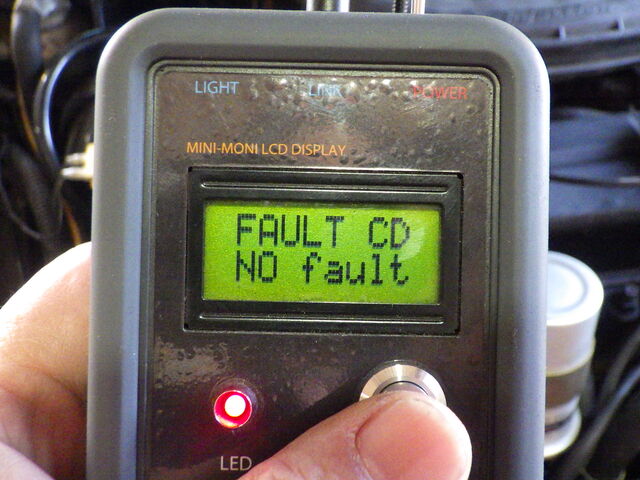 LIGHT LINK POWER
MINI-MONI LCD DISPLAY
FAULT CD
NO fault
LED